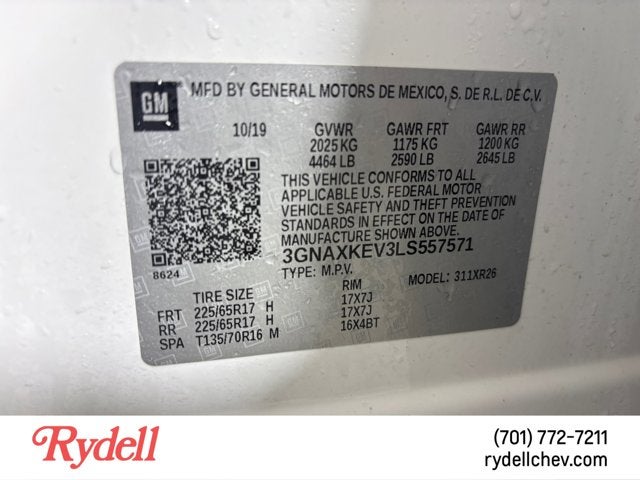 GM
MFD BY GENERAL MOTORS DE MEXICO, S. DE R.L. DE C.V.
10/19 GVWR GAWR FRT GAWR RR
2025 KG 1175 KG 1200 KG
4464 LB 2590 LB 2645 LB
THIS VEHICLE CONFORMS TO ALL
APPLICABLE U.S. FEDERAL MOTOR
VEHICLE SAFETY AND THEFT PREVENTION
STANDARDS IN EFFECT ON THE DATE OF
MANUFACTURE SHOWN ABOVE.
3GNAXKEV3LS557571
8624
TYPE: M.P.V. MODEL: 311XR26
TIRE SIZE RIM
FRT 225/65R17 H 17X7J
RR 225/65R17 H 17X7J
SPA T135/70R16 M 16X4BT
Rydell
(701) 772-7211
rydellchev.com